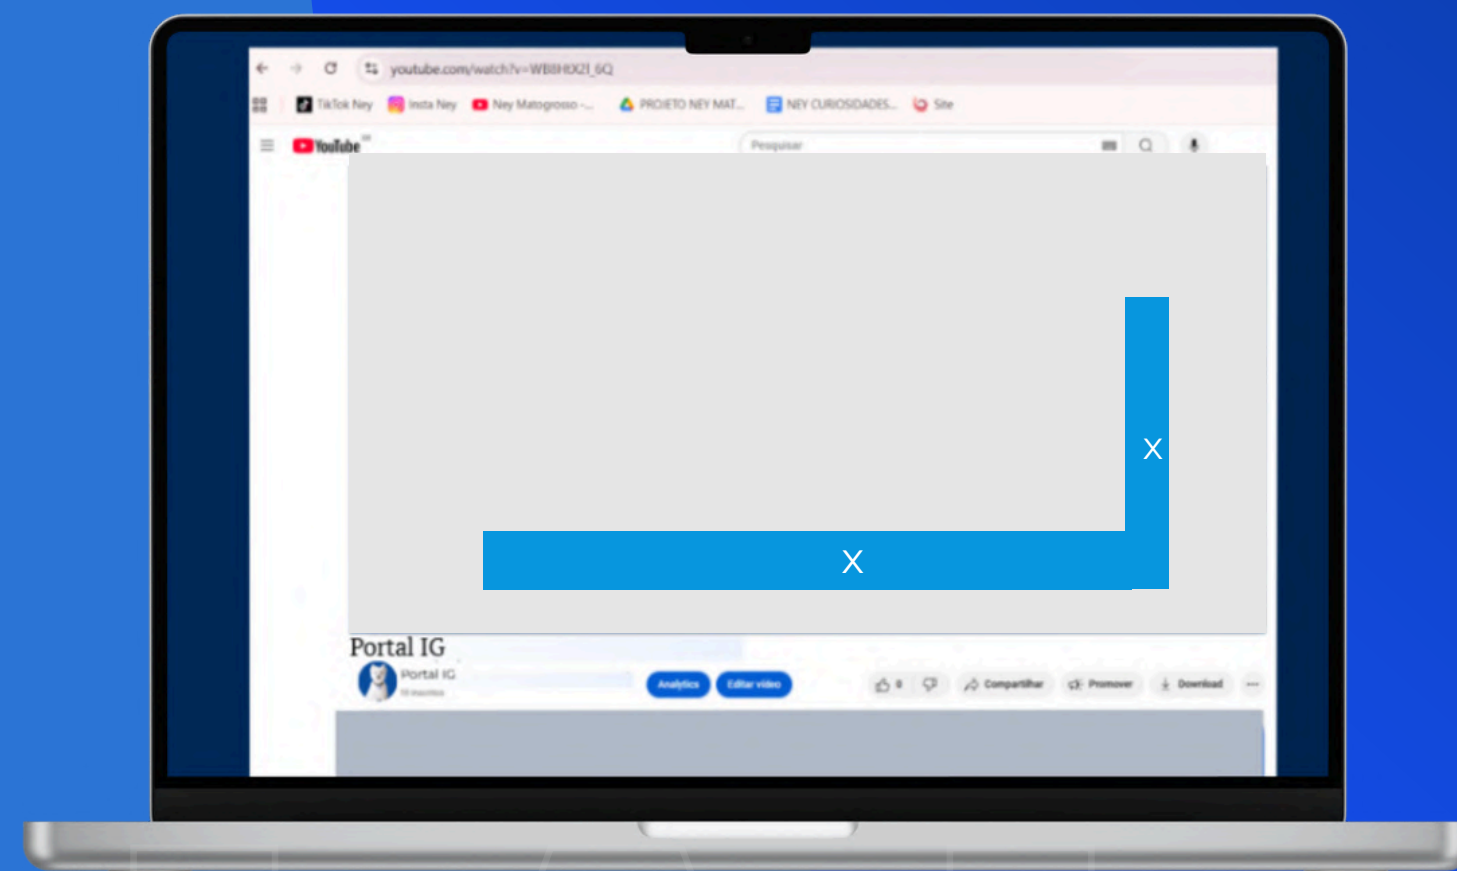 youtube.com/watch?v=
TikTok Ney Insta Ney Ney Matogrosso -... PROJETO NEY MAT... NEY CURIOSIDADES... Site
YouTube BR Pesquisar
X
X
Portal IG
Portal IG
Analytics Editar vídeo 0 Compartilhar Promover Download ...